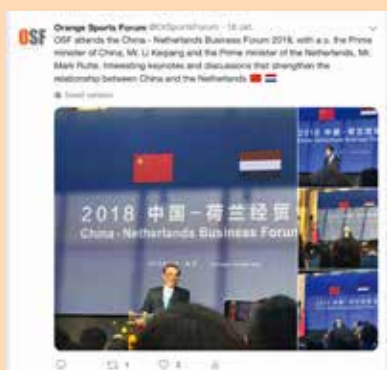 OSF
Orange Sports Forum @OrSportsForum · 16 okt.
OSF attends the China - Netherlands Business Forum 2018, with a.o. the Prime
minister of China, Mr. Li Keqiang and the Prime minister of the Netherlands, Mr.
Mark Rutte. Interesting keynotes and discussions that strengthen the
relationship between China and the Netherlands
2018 中国-荷兰经贸
China-Netherlands Business Forum
1